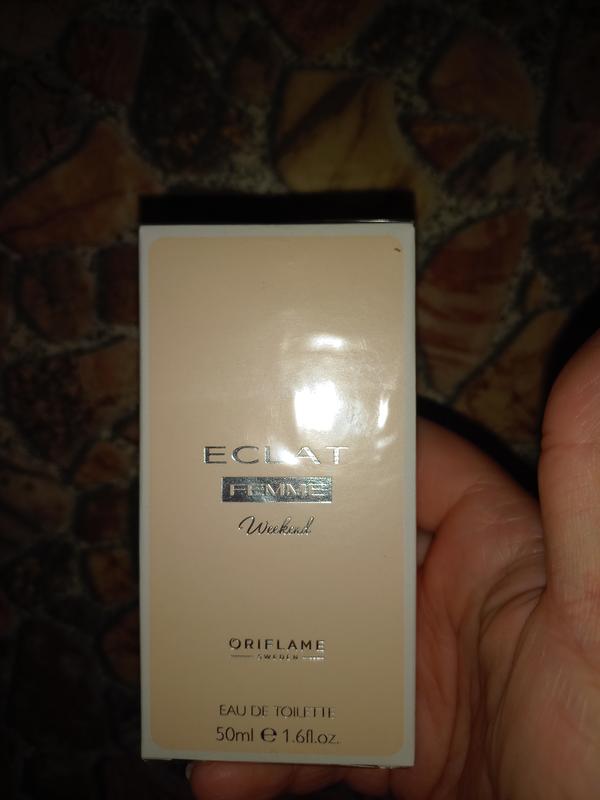 ECLAT
FEMME
Weekend
ORIFLAME
SWEDEN
EAU DE TOILETTE
50ml e 1.6fl.oz.